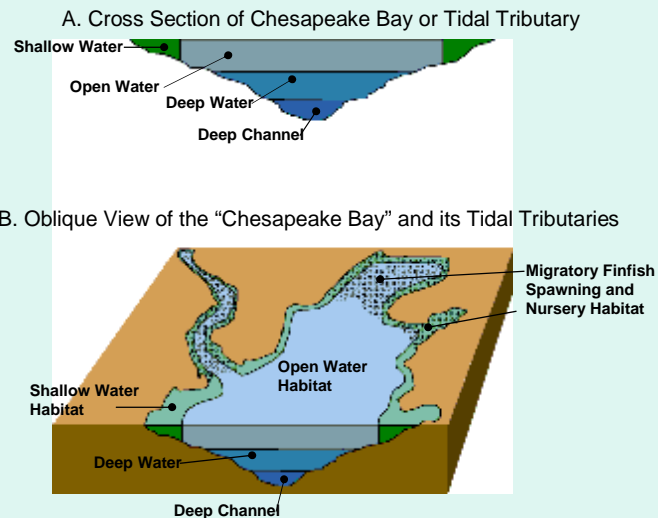 A. Cross Section of Chesapeake Bay or Tidal Tributary
Shallow Water
Open Water
Deep Water
Deep Channel
B. Oblique View of the “Chesapeake Bay” and its Tidal Tributaries
Migratory Finfish
Spawning and
Nursery Habitat
Open Water
Habitat
Shallow Water
Habitat
Deep Water
Deep Channel